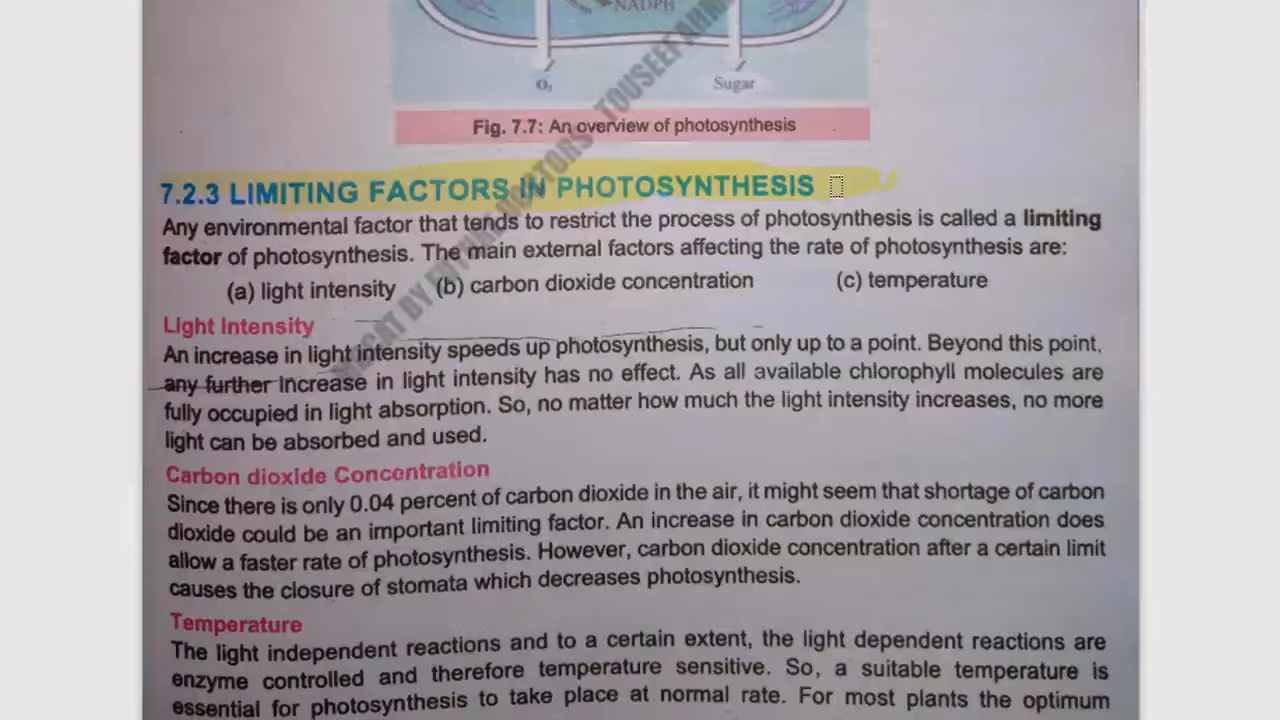 NADPH
O₂ Sugar
Fig. 7.7: An overview of photosynthesis
7.2.3 LIMITING FACTORS IN PHOTOSYNTHESIS
Any environmental factor that tends to restrict the process of photosynthesis is called a limiting
factor of photosynthesis. The main external factors affecting the rate of photosynthesis are:
(a) light intensity (b) carbon dioxide concentration (c) temperature
Light Intensity
An increase in light intensity speeds up photosynthesis, but only up to a point. Beyond this point,
any further increase in light intensity has no effect. As all available chlorophyll molecules are
fully occupied in light absorption. So, no matter how much the light intensity increases, no more
light can be absorbed and used.
Carbon dioxide Concentration
Since there is only 0.04 percent of carbon dioxide in the air, it might seem that shortage of carbon
dioxide could be an important limiting factor. An increase in carbon dioxide concentration does
allow a faster rate of photosynthesis. However, carbon dioxide concentration after a certain limit
causes the closure of stomata which decreases photosynthesis.
Temperature
The light independent reactions and to a certain extent, the light dependent reactions are
enzyme controlled and therefore temperature sensitive. So, a suitable temperature is
essential for photosynthesis to take place at normal rate. For most plants the optimum